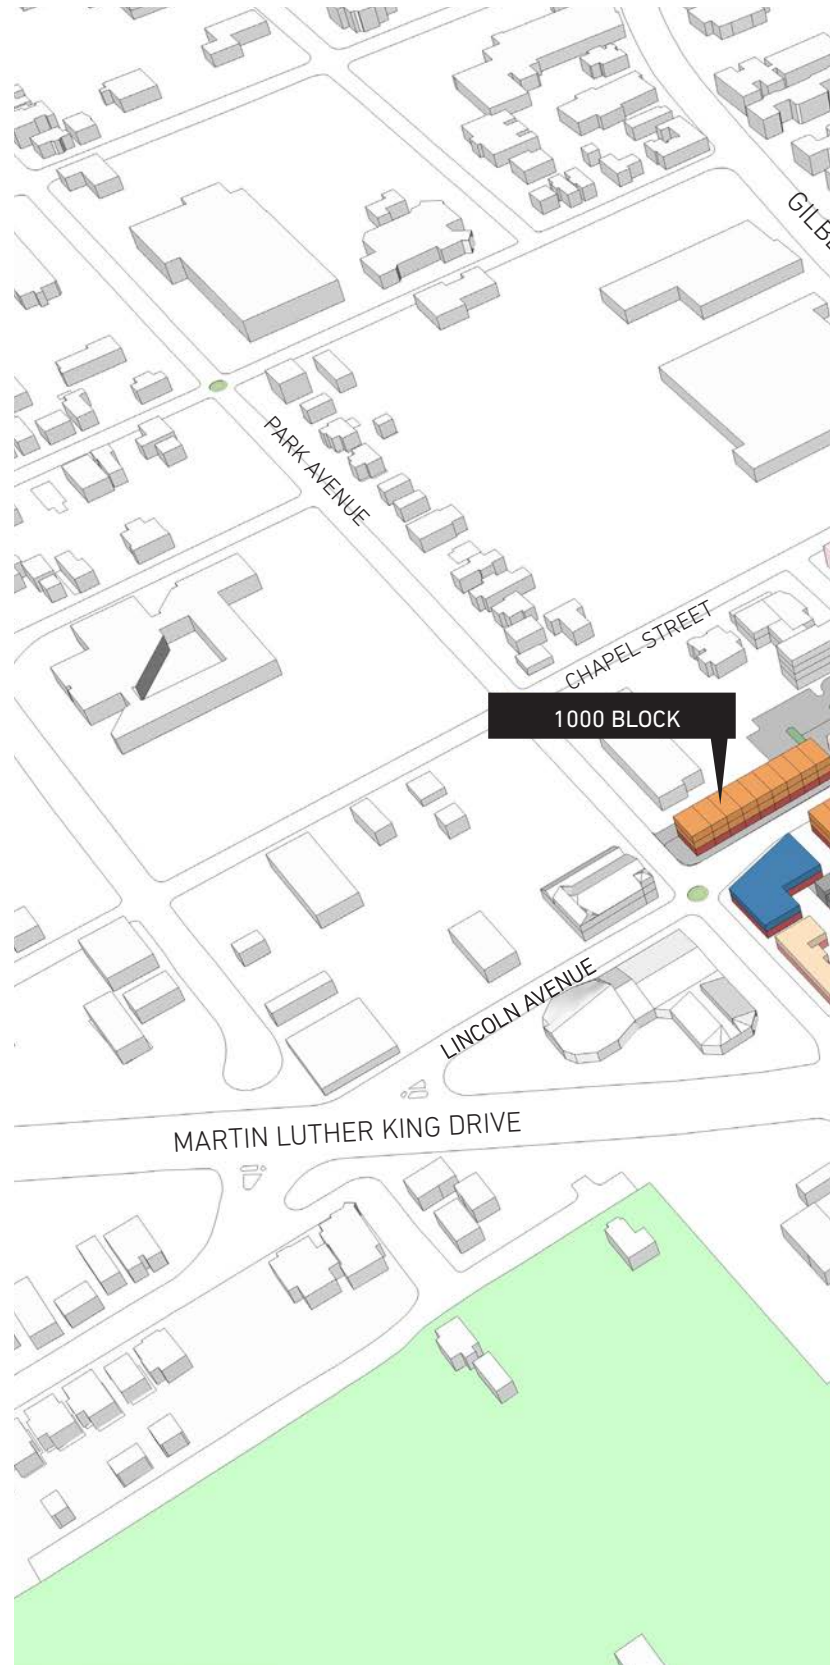 PARK AVENUE
CHAPEL STREET
1000 BLOCK
LINCOLN AVENUE
MARTIN LUTHER KING DRIVE